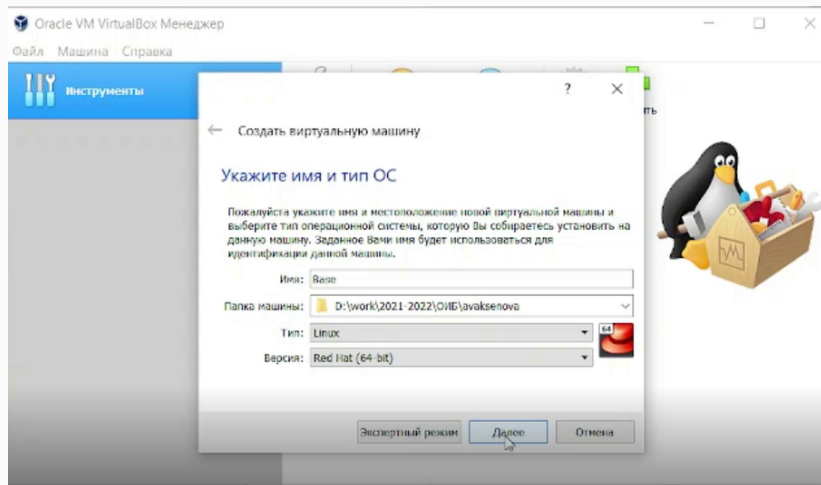 Oracle VM VirtualBox Менеджер
Файл Машина Справка
Инструменты
?
Создать виртуальную машину
Укажите имя и тип ОС
Пожалуйста укажите имя и местоположение новой виртуальной машины и
выберите тип операционной системы, которую Вы собираетесь установить на
данную машину. Заданное Вами имя будет использоваться для
идентификации данной машины.
Имя: Base
Папка машины: D:\work\2021-2022\ОИБ\avaksenova
Тип: Linux
64
Версия: Red Hat (64-bit)
Экспертный режим Далее Отмена